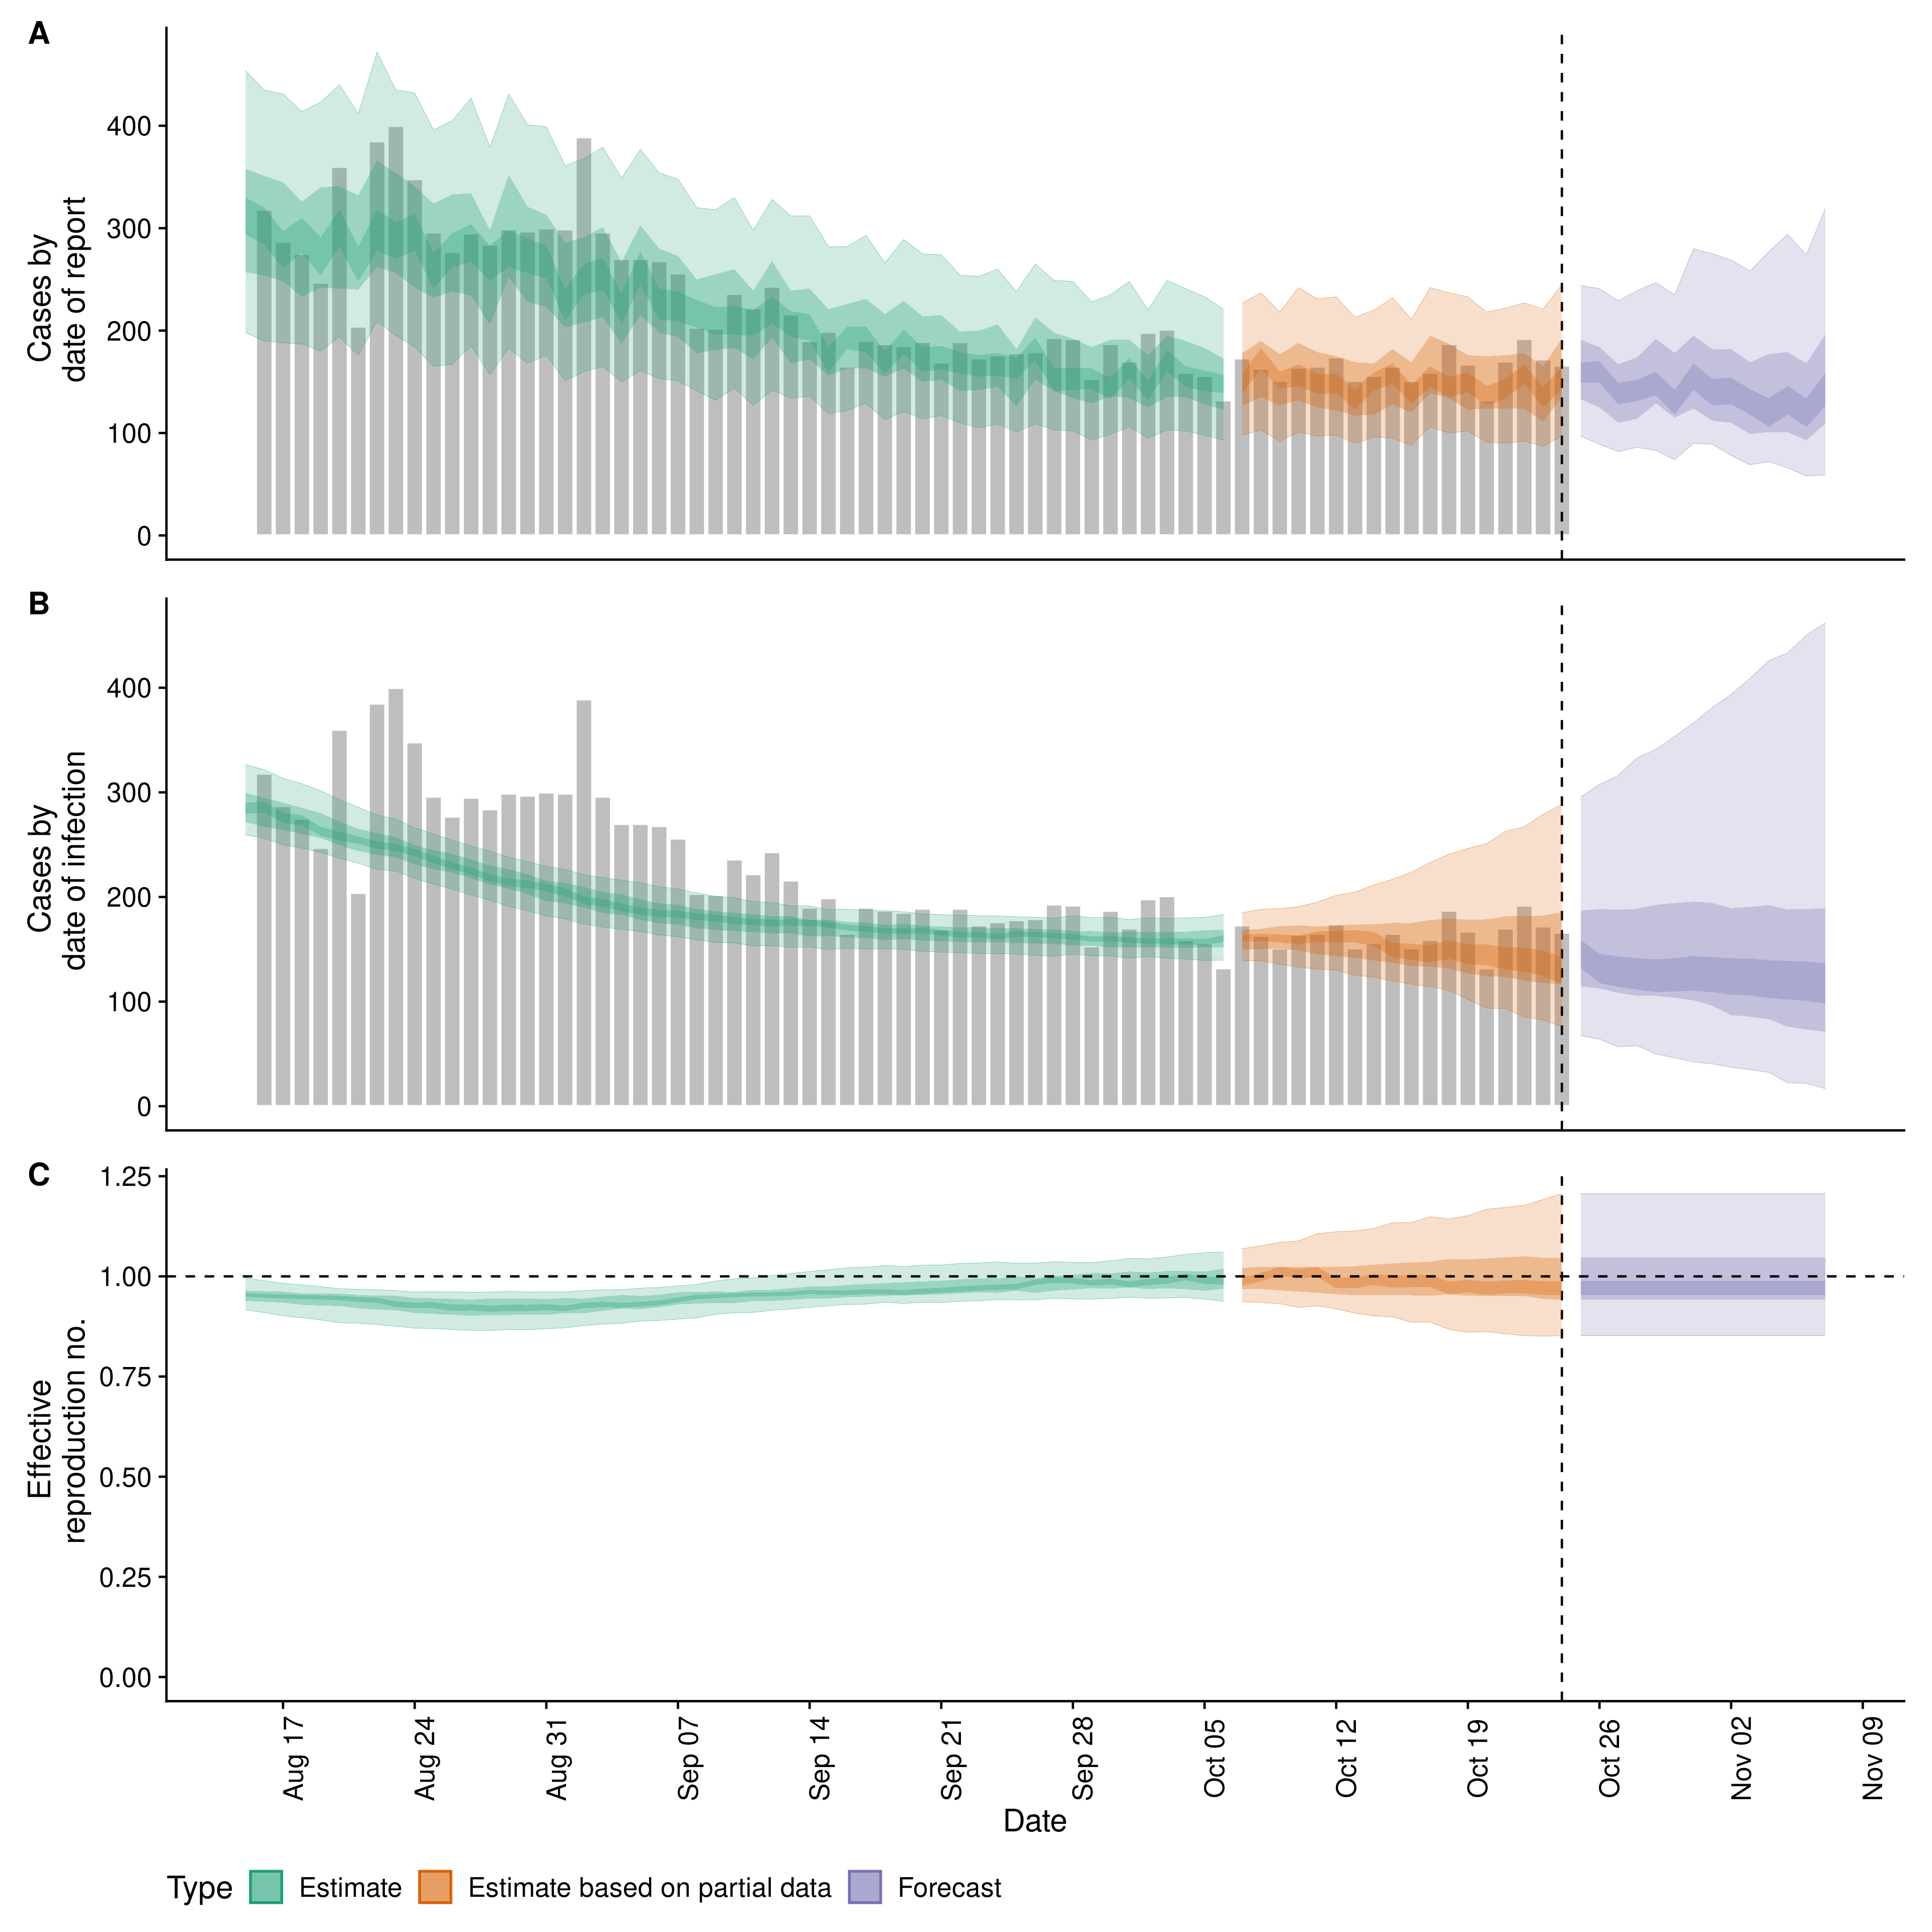 A
Cases by
date of report
400
300
200
100
0
B
Cases by
date of infection
400
300
200
100
0
C
Effective
reproduction no.
1.25
1.00
0.75
0.50
0.25
0.00
Aug 17
Aug 24
Aug 31
Sep 07
Sep 14
Sep 21
Sep 28
Oct 05
Oct 12
Oct 19
Oct 26
Nov 02
Nov 09
Date
Type Estimate Estimate based on partial data Forecast